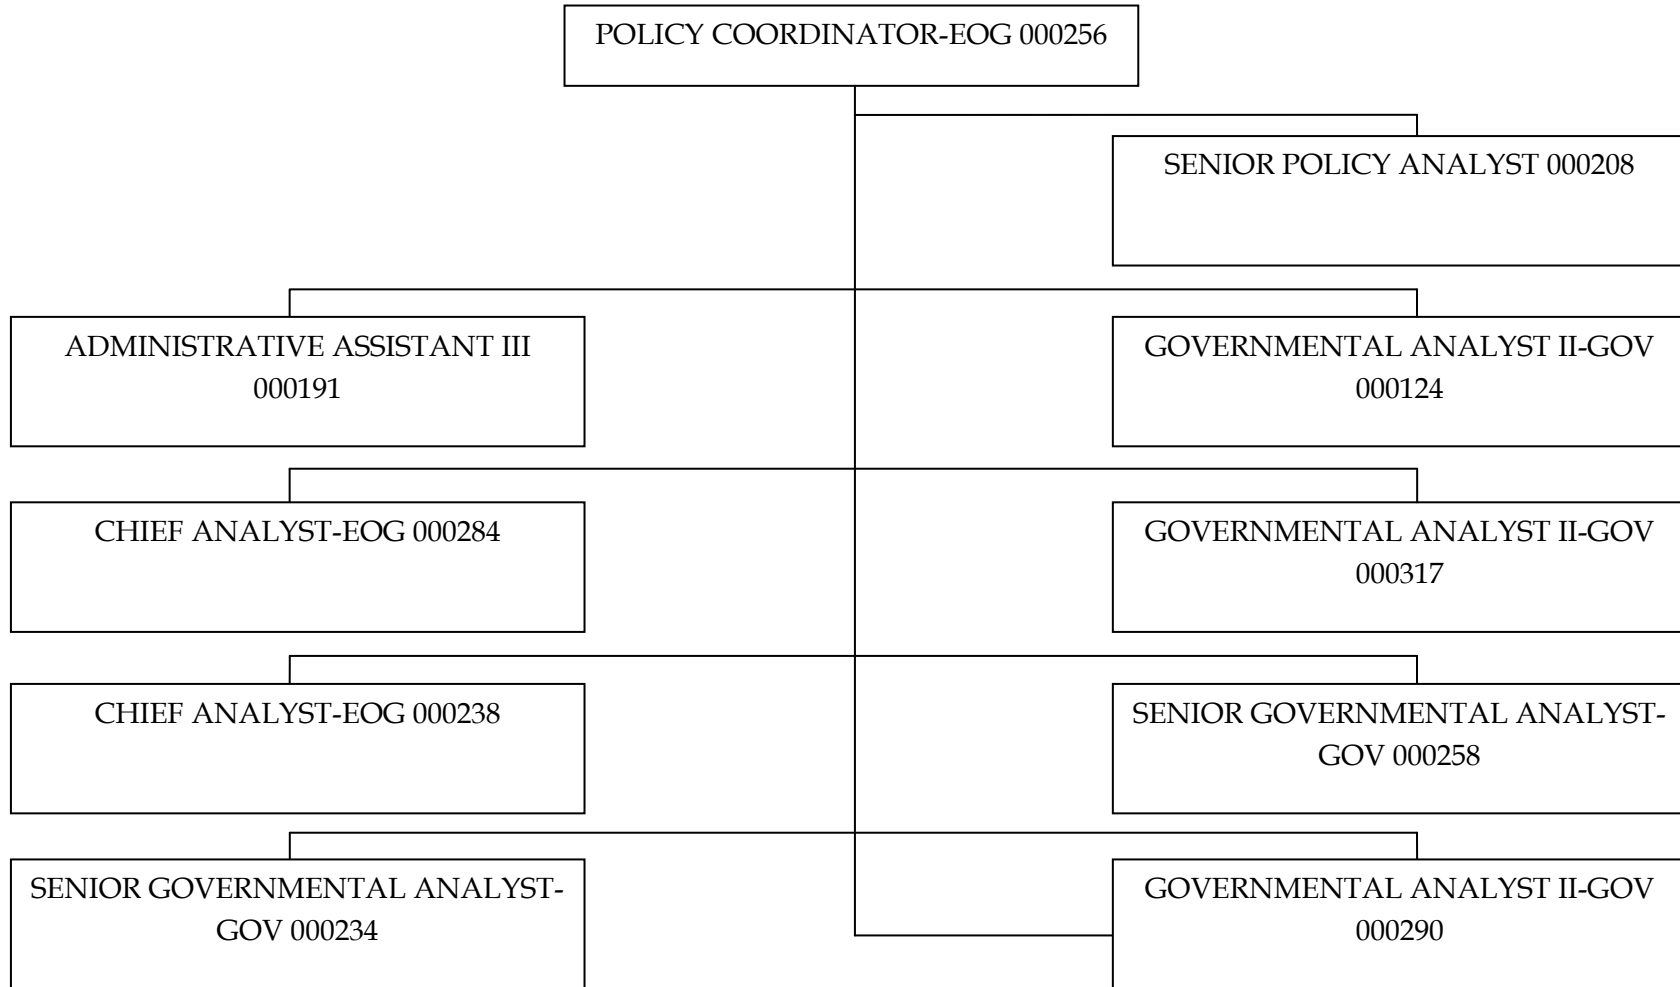 POLICY COORDINATOR-EOG 000256
SENIOR POLICY ANALYST 000208
ADMINISTRATIVE ASSISTANT III
000191
GOVERNMENTAL ANALYST II-GOV
000124
CHIEF ANALYST-EOG 000284
GOVERNMENTAL ANALYST II-GOV
000317
CHIEF ANALYST-EOG 000238
SENIOR GOVERNMENTAL ANALYST-
GOV 000258
SENIOR GOVERNMENTAL ANALYST-
GOV 000234
GOVERNMENTAL ANALYST II-GOV
000290